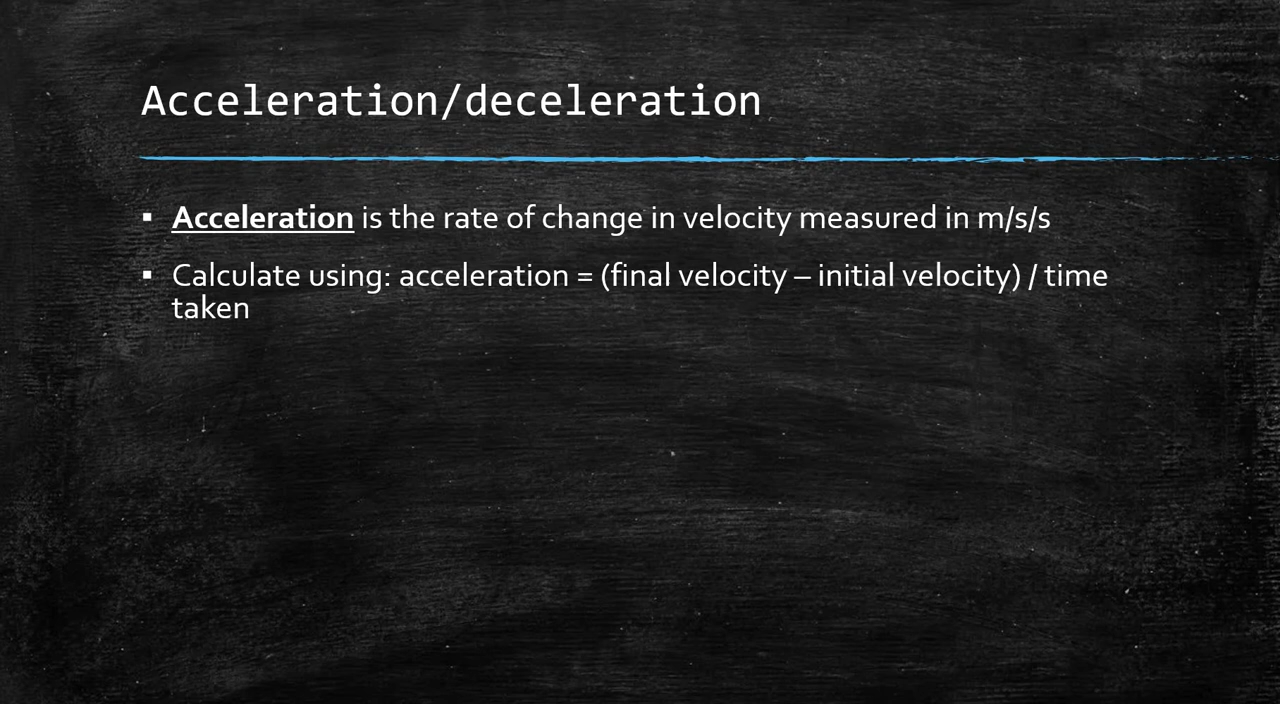 Acceleration/deceleration
▪ Acceleration is the rate of change in velocity measured in m/s/s
▪ Calculate using: acceleration = (final velocity – initial velocity) / time
taken